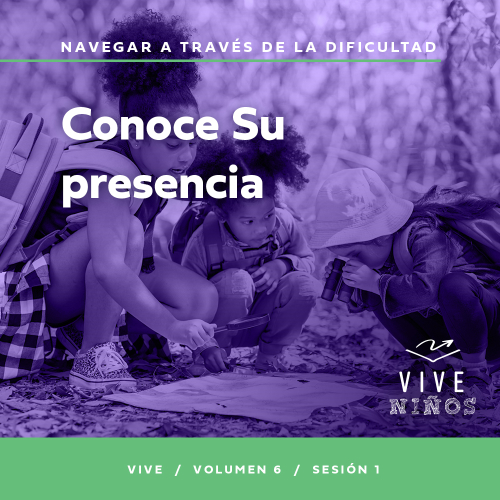 NAVEGAR A TRAVÉS DE LA DIFICULTAD
Conoce Su
presencia
VIVE
NIÑOS
VIVE / VOLUMEN 6 / SESIÓN 1